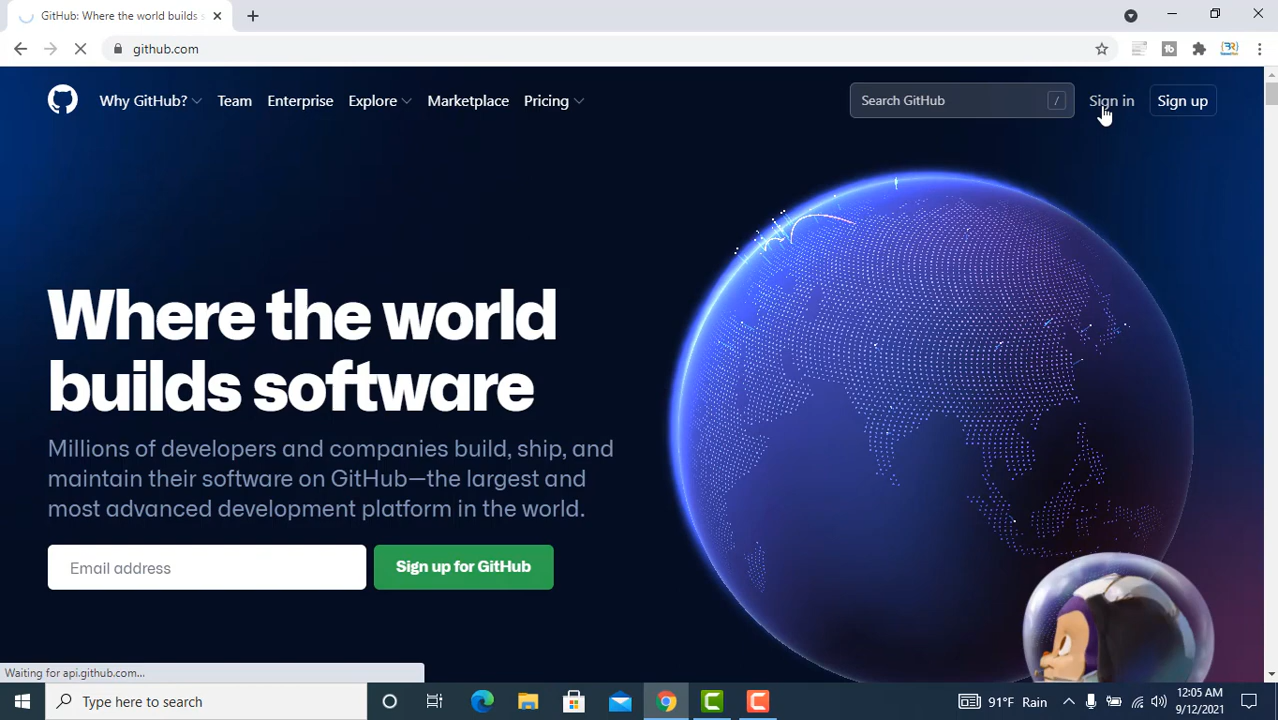 GitHub: Where the world builds s
github.com
Why GitHub? Team Enterprise Explore Marketplace Pricing
Search GitHub /
Sign in Sign up
Where the world
builds software
Millions of developers and companies build, ship, and
maintain their software on GitHub—the largest and
most advanced development platform in the world.
Email address
Sign up for GitHub
Waiting for api.github.com...
Type here to search
91°F Rain
12:05 AM
9/12/2021